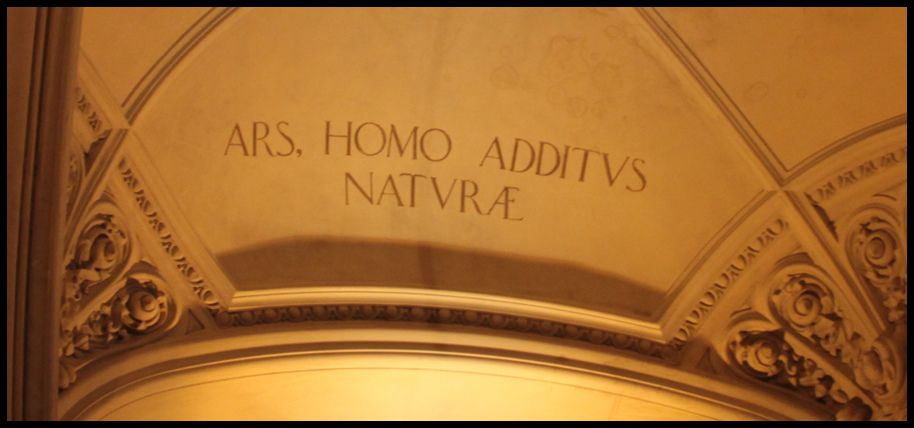 ARS, HOMO ADDITVS
NATVRÆ